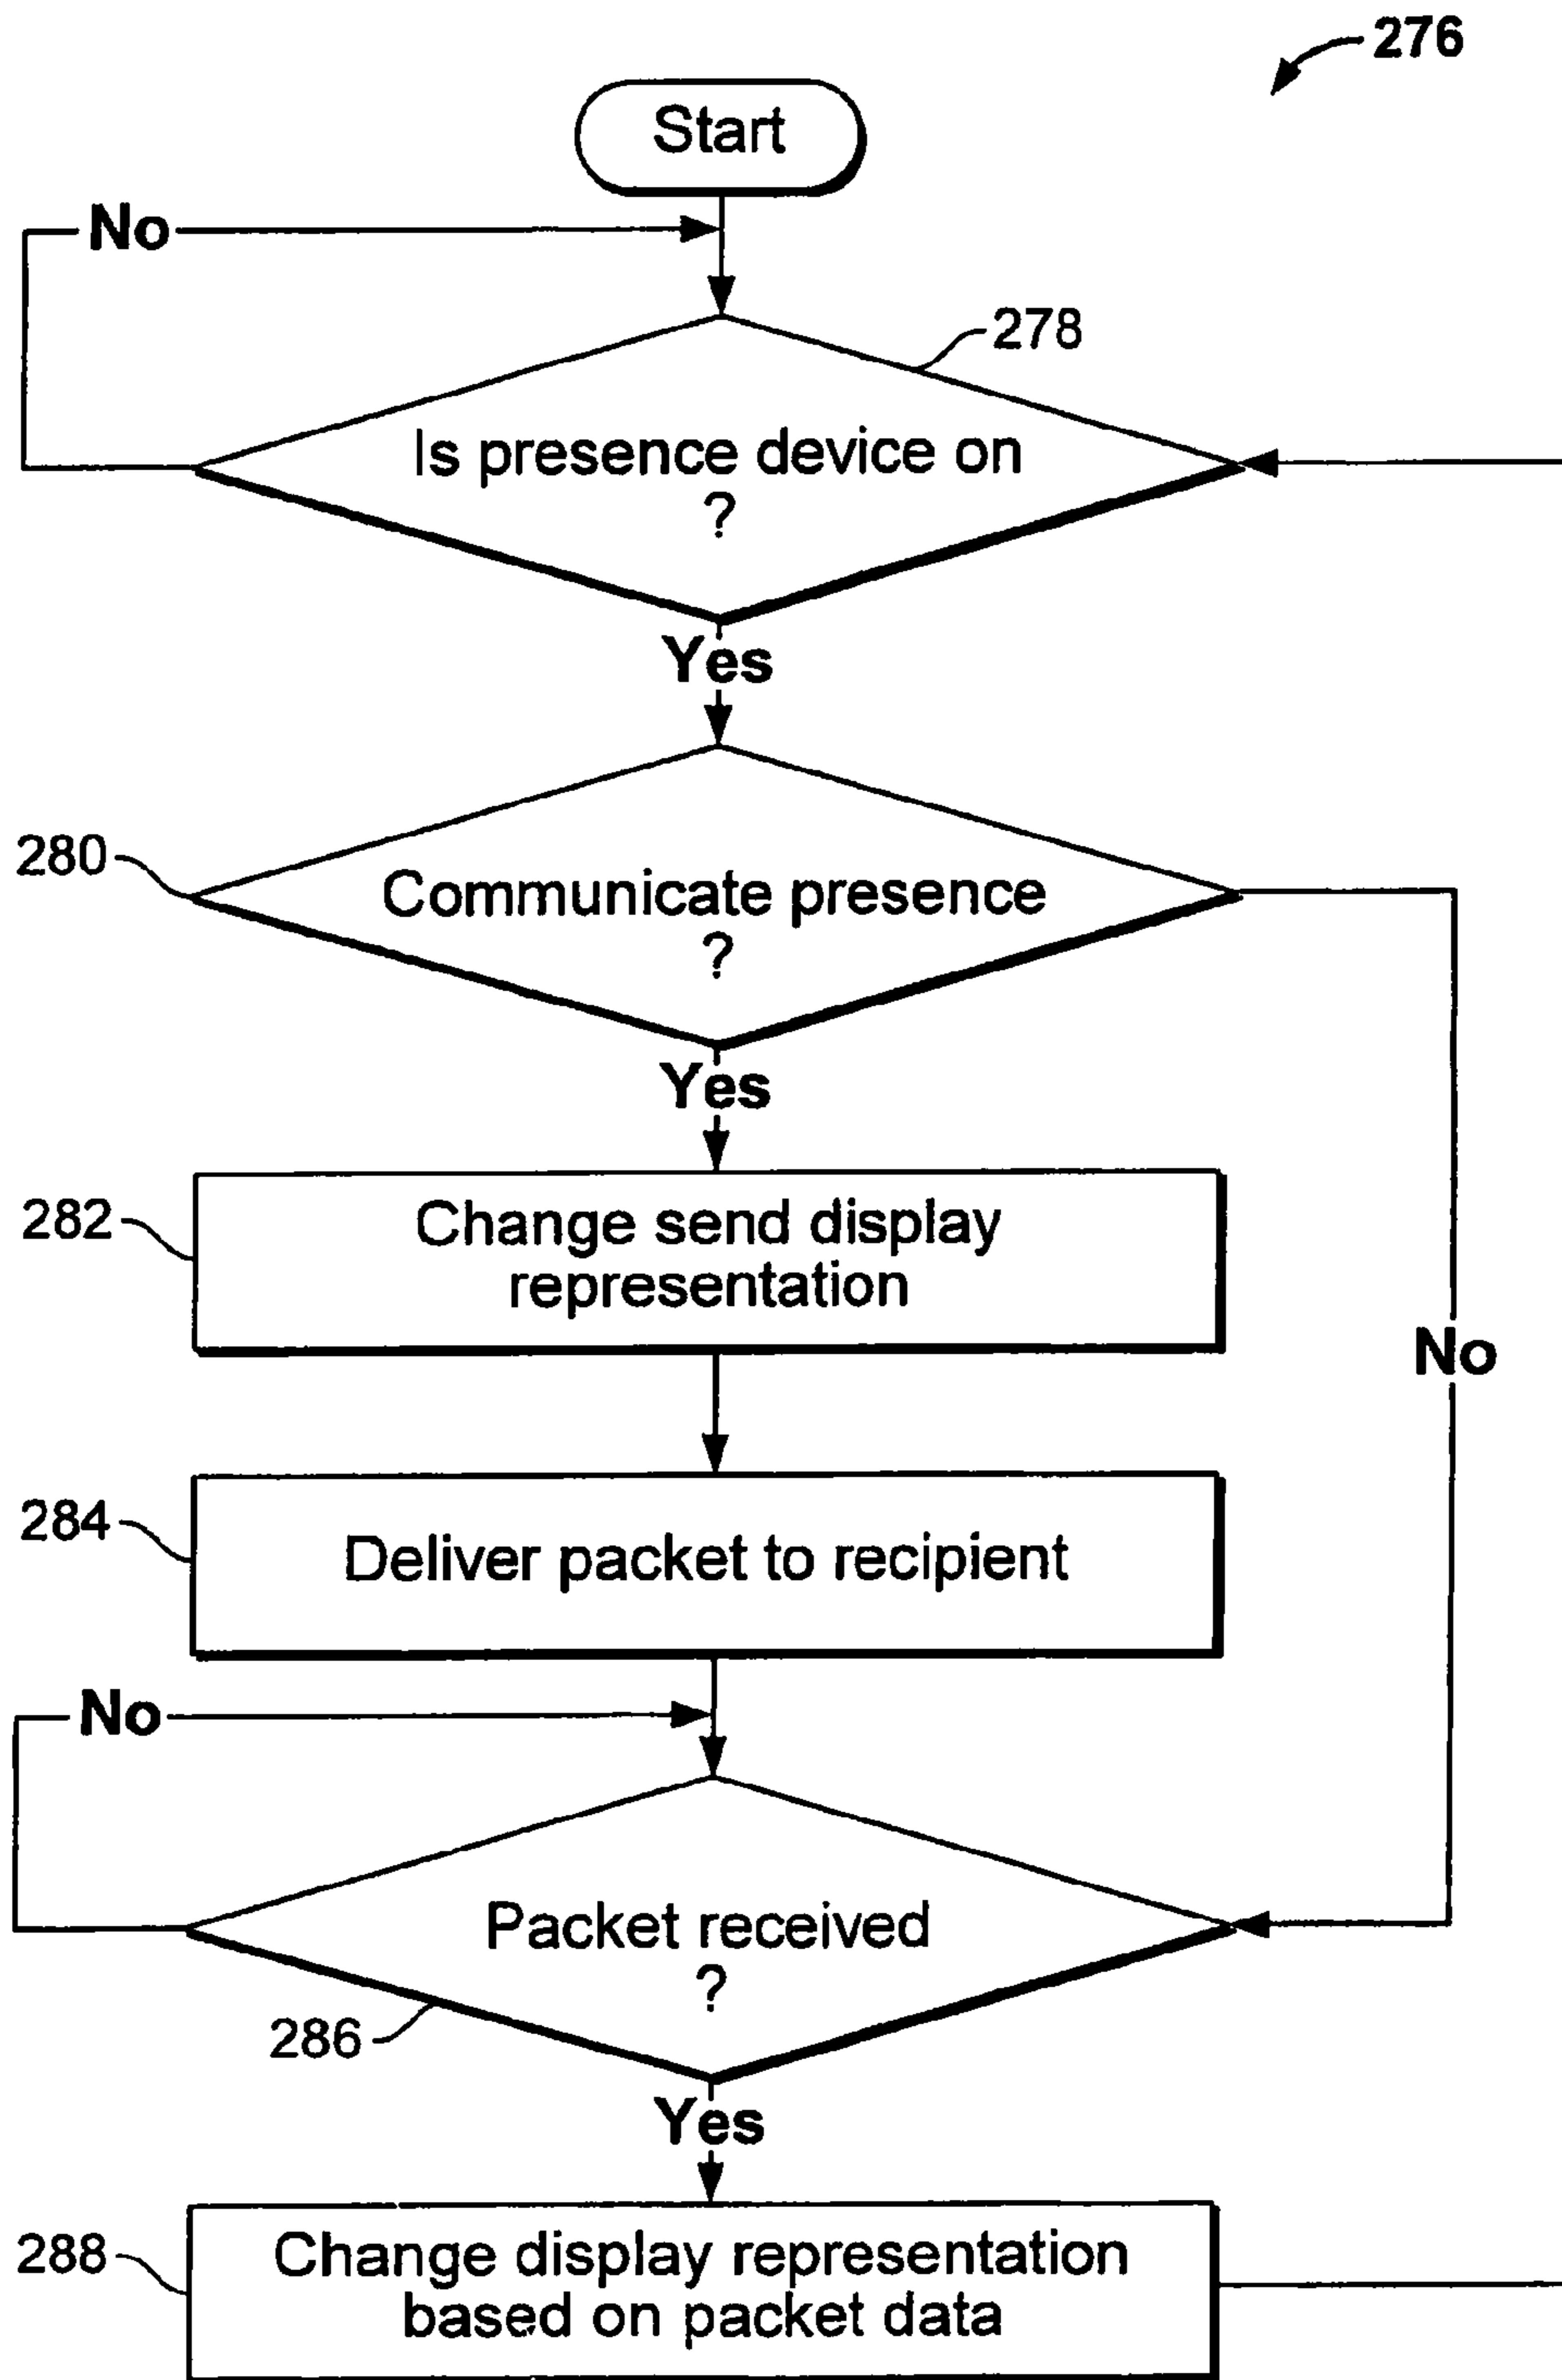 276
Start
No
278
Is presence device on
?
Yes
280
Communicate presence
?
Yes
282
Change send display
representation
No
284
Deliver packet to recipient
No
Packet received
?
286
Yes
288
Change display representation
based on packet data